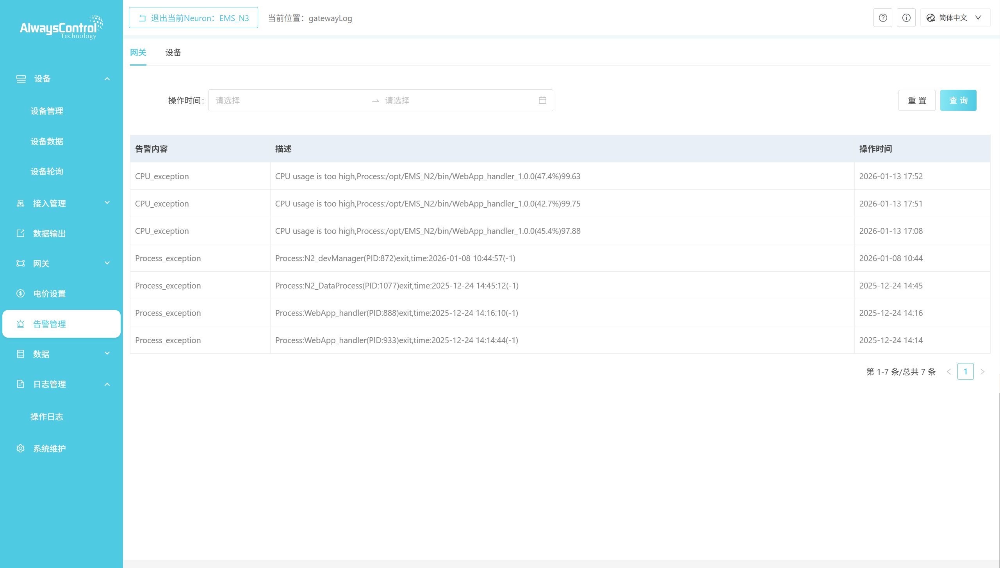 AlwaysControl
Technology
退出当前Neuron：EMS_N3
当前位置：gatewayLog
简体中文
设备
设备管理
设备数据
设备轮询
接入管理
数据输出
网关
电价设置
告警管理
数据
日志管理
操作日志
系统维护
网关 设备
操作时间: 请选择 请选择
重 置 查 询
告警内容 描述 操作时间
CPU_exception CPU usage is too high,Process:/opt/EMS_N2/bin/WebApp_handler_1.0.0(47.4%)99.63 2026-01-13 17:52
CPU_exception CPU usage is too high,Process:/opt/EMS_N2/bin/WebApp_handler_1.0.0(42.7%)99.75 2026-01-13 17:51
CPU_exception CPU usage is too high,Process:/opt/EMS_N2/bin/WebApp_handler_1.0.0(45.4%)97.88 2026-01-13 17:08
Process_exception Process:N2_devManager(PID:872)exit,time:2026-01-08 10:44:57(-1) 2026-01-08 10:44
Process_exception Process:N2_DataProcess(PID:1077)exit,time:2025-12-24 14:45:12(-1) 2025-12-24 14:45
Process_exception Process:WebApp_handler(PID:888)exit,time:2025-12-24 14:16:10(-1) 2025-12-24 14:16
Process_exception Process:WebApp_handler(PID:933)exit,time:2025-12-24 14:14:44(-1) 2025-12-24 14:14
第 1-7 条/总共 7 条 < 1 >